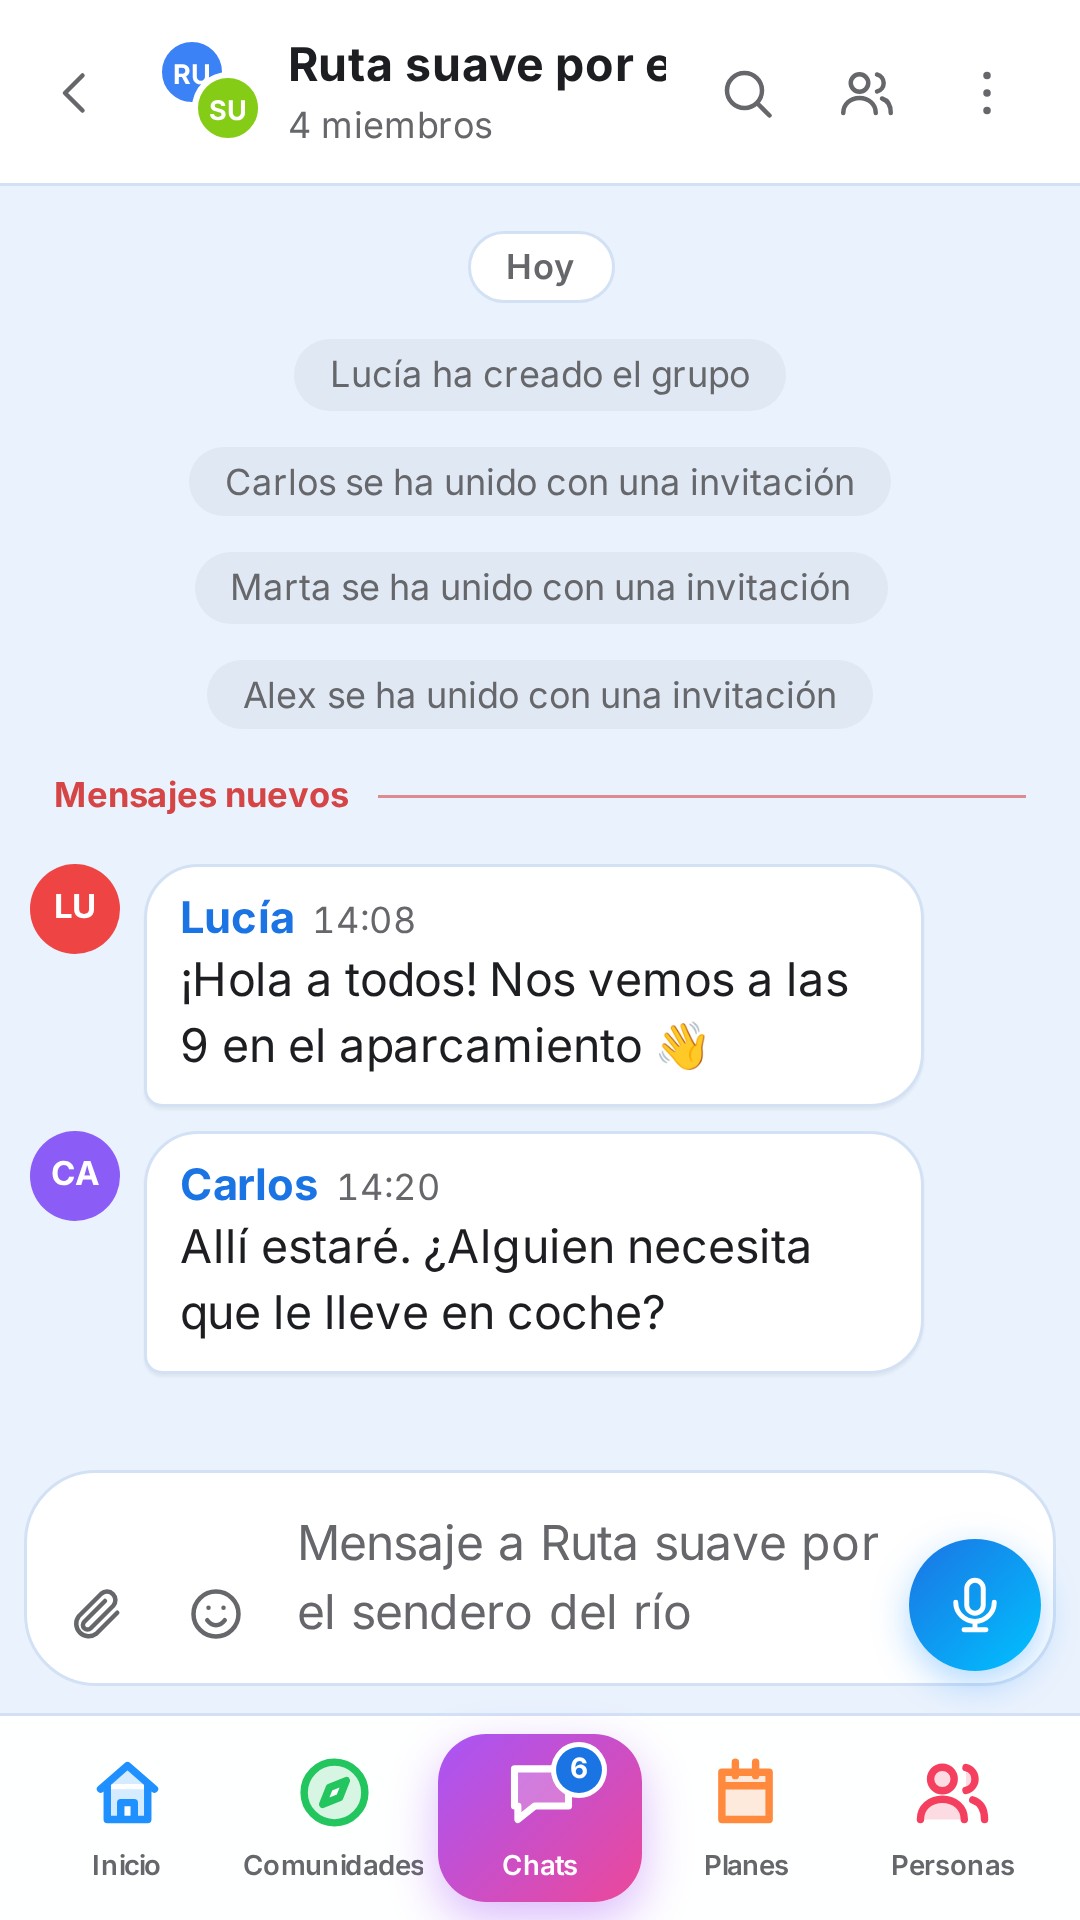 RU
SU
Ruta suave por e
4 miembros
Hoy
Lucía ha creado el grupo
Carlos se ha unido con una invitación
Marta se ha unido con una invitación
Alex se ha unido con una invitación
Mensajes nuevos
LU
Lucía 14:08
¡Hola a todos! Nos vemos a las
9 en el aparcamiento 👋
CA
Carlos 14:20
Allí estaré. ¿Alguien necesita
que le lleve en coche?
Mensaje a Ruta suave por
el sendero del río
6
Inicio
Comunidades
Chats
Planes
Personas